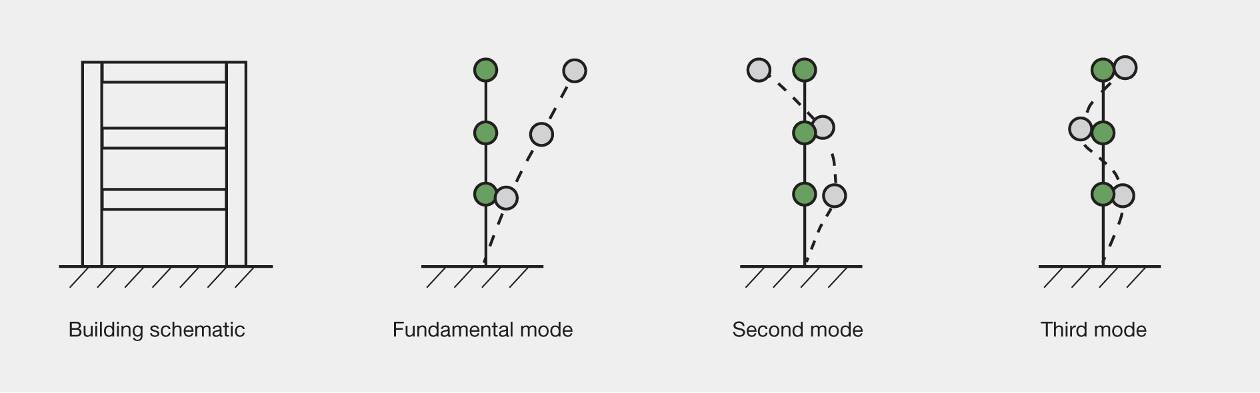 Building schematic
Fundamental mode
Second mode
Third mode